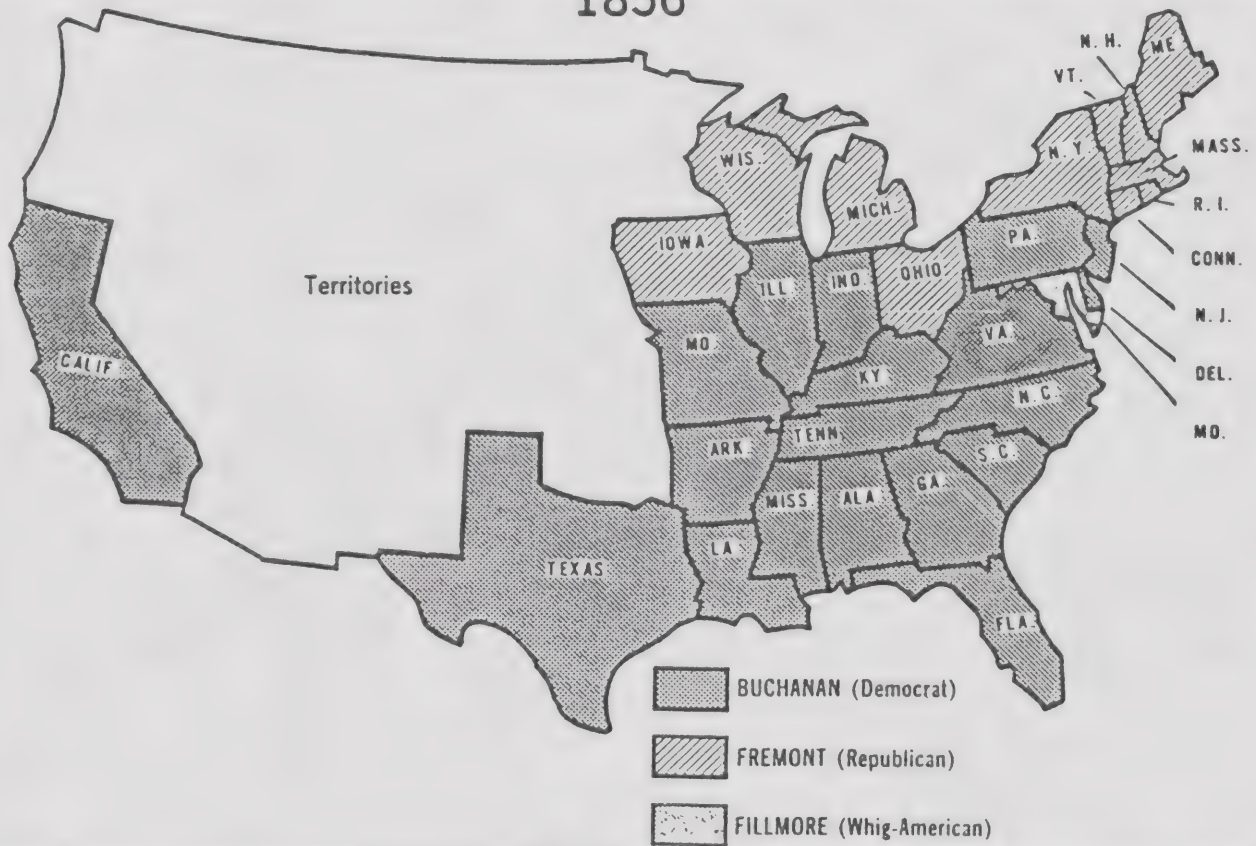 1856
N. H.
ME
VT.
WIS.
N. Y.
MASS.
MICH.
R. I.
IOWA
PA.
CONN.
OHIO
Territories
ILL.
IND.
N. J.
MO.
VA.
CALIF.
KY.
DEL.
N. C.
TENN.
MO.
ARK.
S. C.
MISS.
ALA.
GA.
LA.
TEXAS
FLA.
BUCHANAN (Democrat)
FREMONT (Republican)
FILLMORE (Whig-American)